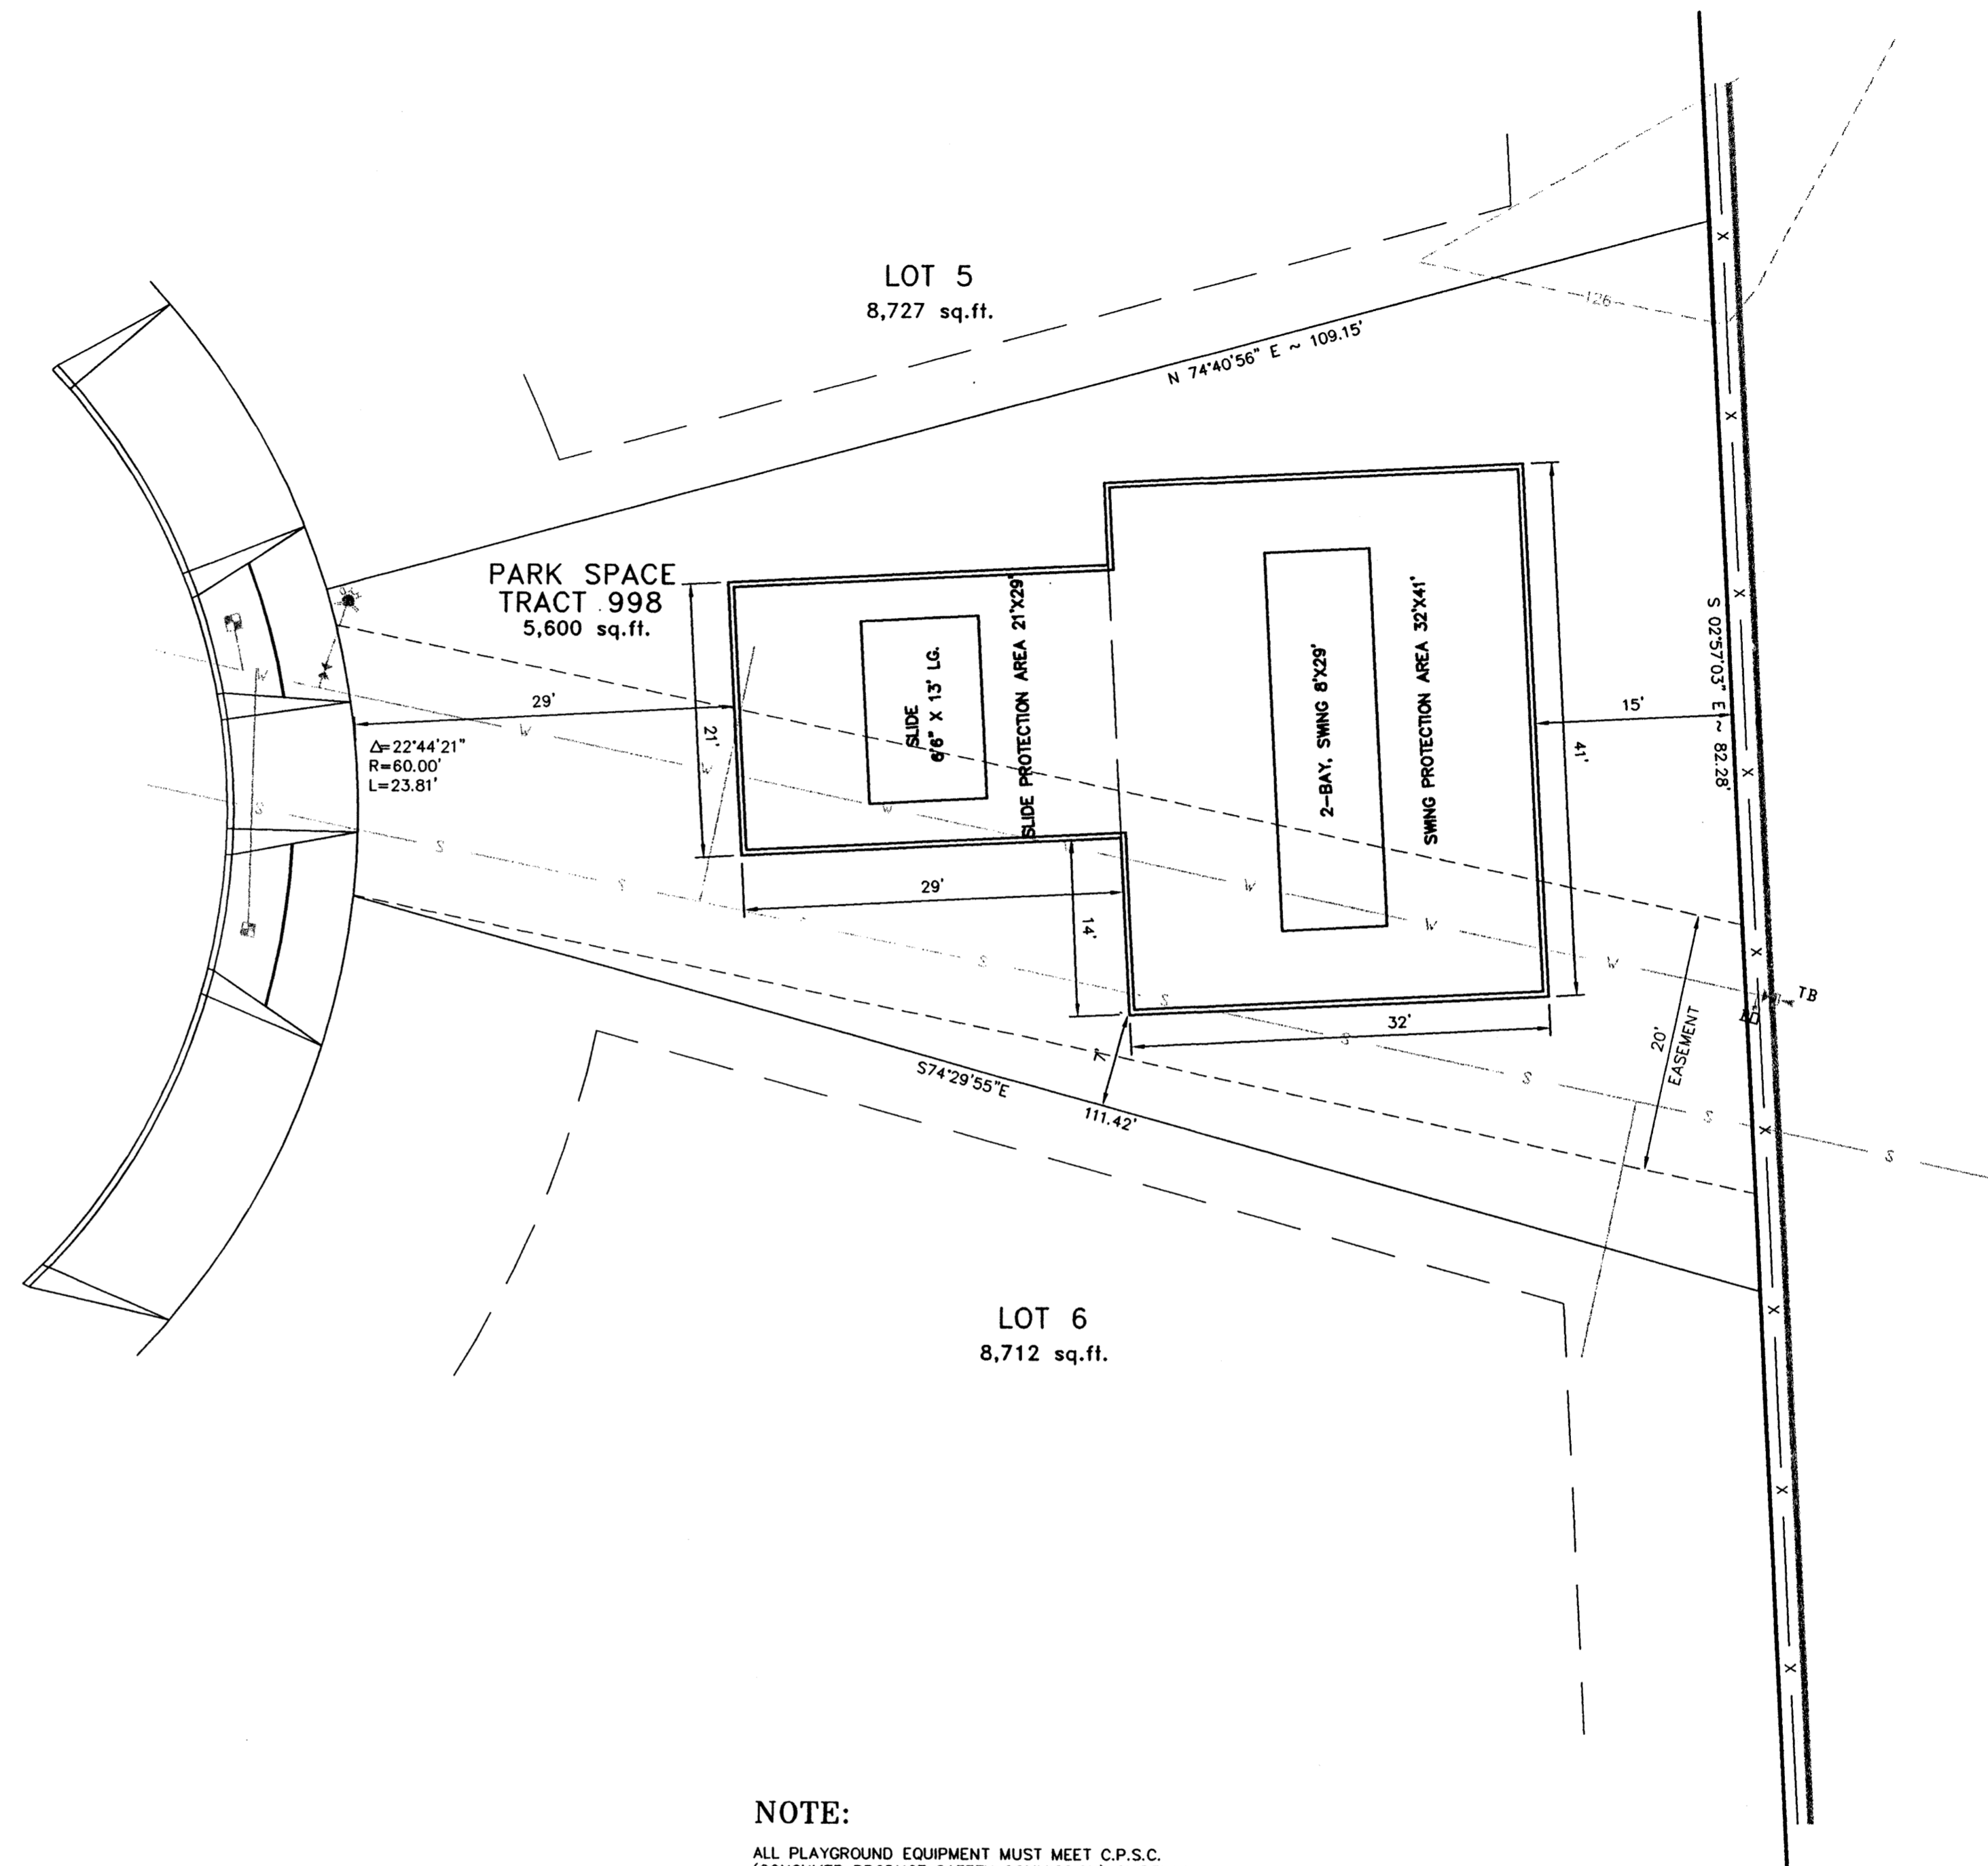 LOT 5
8,727 sq.ft.
126
N 74°40'56" E ~ 109.15'
PARK SPACE
TRACT 998
5,600 sq.ft.
29'
Δ=22°44'21"
R=60.00'
L=23.81'
21'
SLIDE
6'6" X 13' LG.
SLIDE PROTECTION AREA 21'X29'
2-BAY, SWING 8'X29'
SWING PROTECTION AREA 32'X41'
41'
15'
S 02°57'03" E ~ 82.28'
29'
14'
32'
W
W
W
W
W
W
W
S
S
S
S
S
S
S
S
S
S
X
X
X
X
X
X
X
X
X
TB
20'
EASEMENT
S74°29'55"E
111.42'
LOT 6
8,712 sq.ft.
NOTE:
ALL PLAYGROUND EQUIPMENT MUST MEET C.P.S.C.